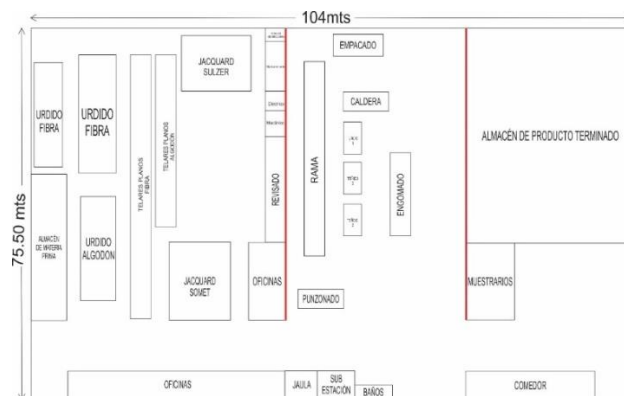 104mts
75.50 mts
URDIDO
FIBRA
URDIDO
FIBRA
ALMACÉN
DE MATERIA
PRIMA
URDIDO
ALGODON
TELARES PLANOS
FIBRA
TELARES PLANOS
ALGODÓN
JACQUARD
SULZER
JACQUARD
SOMET
REVISADO
OFICINAS
EMPACADO
RAMA
CALDERA
ENGOMADO
PUNZONADO
ALMACÉN DE PRODUCTO TERMINADO
MUESTRARIOS
OFICINAS
JAULA
SUB
ESTACIÓN
BAÑOS
COMEDOR